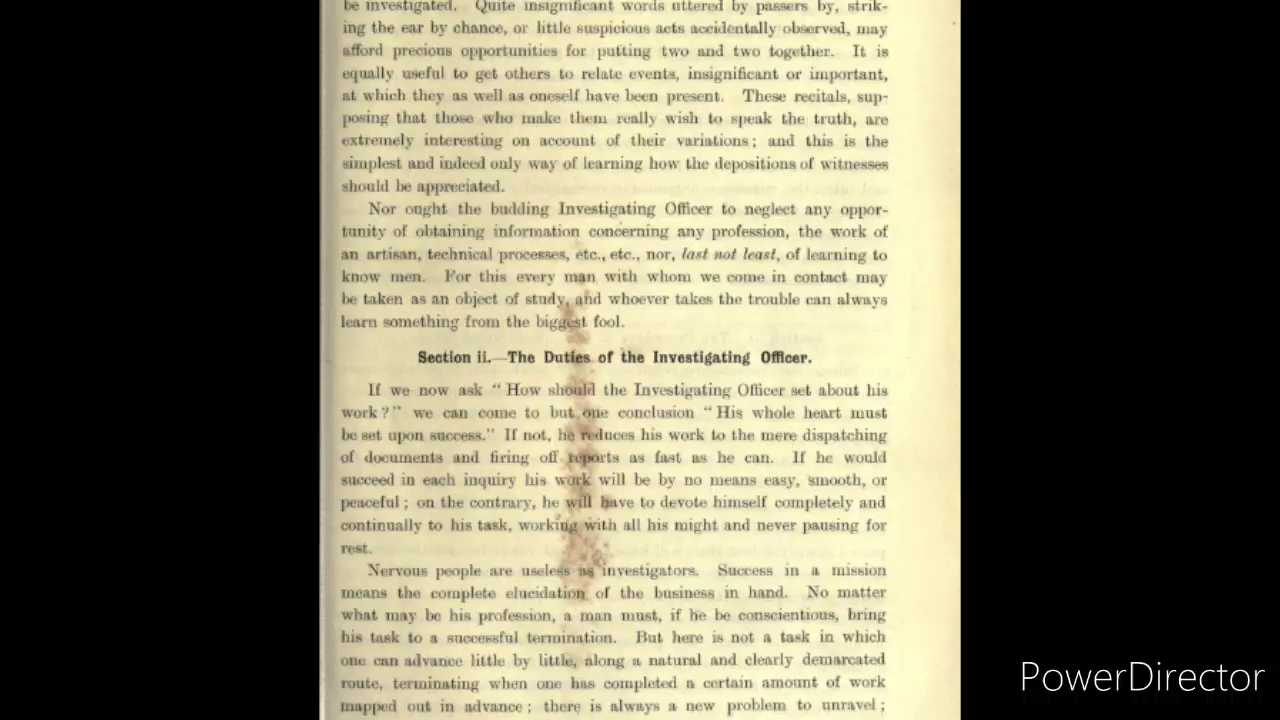 be investigated. Quite insignificant words uttered by passers by, strik-
ing the ear by chance, or little suspicious acts accidentally observed, may
afford precious opportunities for putting two and two together. It is
equally useful to get others to relate events, insignificant or important,
at which they as well as oneself have been present. These recitals, sup-
posing that those who make them really wish to speak the truth, are
extremely interesting on account of their variations; and this is the
simplest and indeed only way of learning how the depositions of witnesses
should be appreciated.
Nor ought the budding Investigating Officer to neglect any oppor-
tunity of obtaining information concerning any profession, the work of
an artisan, technical processes, etc., etc., nor, last not least, of learning to
know men. For this every man with whom we come in contact may
be taken as an object of study, and whoever takes the trouble can always
learn something from the biggest fool.
Section ii.—The Duties of the Investigating Officer.
If we now ask "How should the Investigating Officer set about his
work?" we can come to but one conclusion "His whole heart must
be set upon success." If not, he reduces his work to the mere dispatching
of documents and firing off reports as fast as he can. If he would
succeed in each inquiry his work will be by no means easy, smooth, or
peaceful; on the contrary, he will have to devote himself completely and
continually to his task, working with all his might and never pausing for
rest.
Nervous people are useless as investigators. Success in a mission
means the complete elucidation of the business in hand. No matter
what may be his profession, a man must, if he be conscientious, bring
his task to a successful termination. But here is not a task in which
one can advance little by little, along a natural and clearly demarcated
route, terminating when one has completed a certain amount of work
mapped out in advance; there is always a new problem to unravel;
PowerDirector